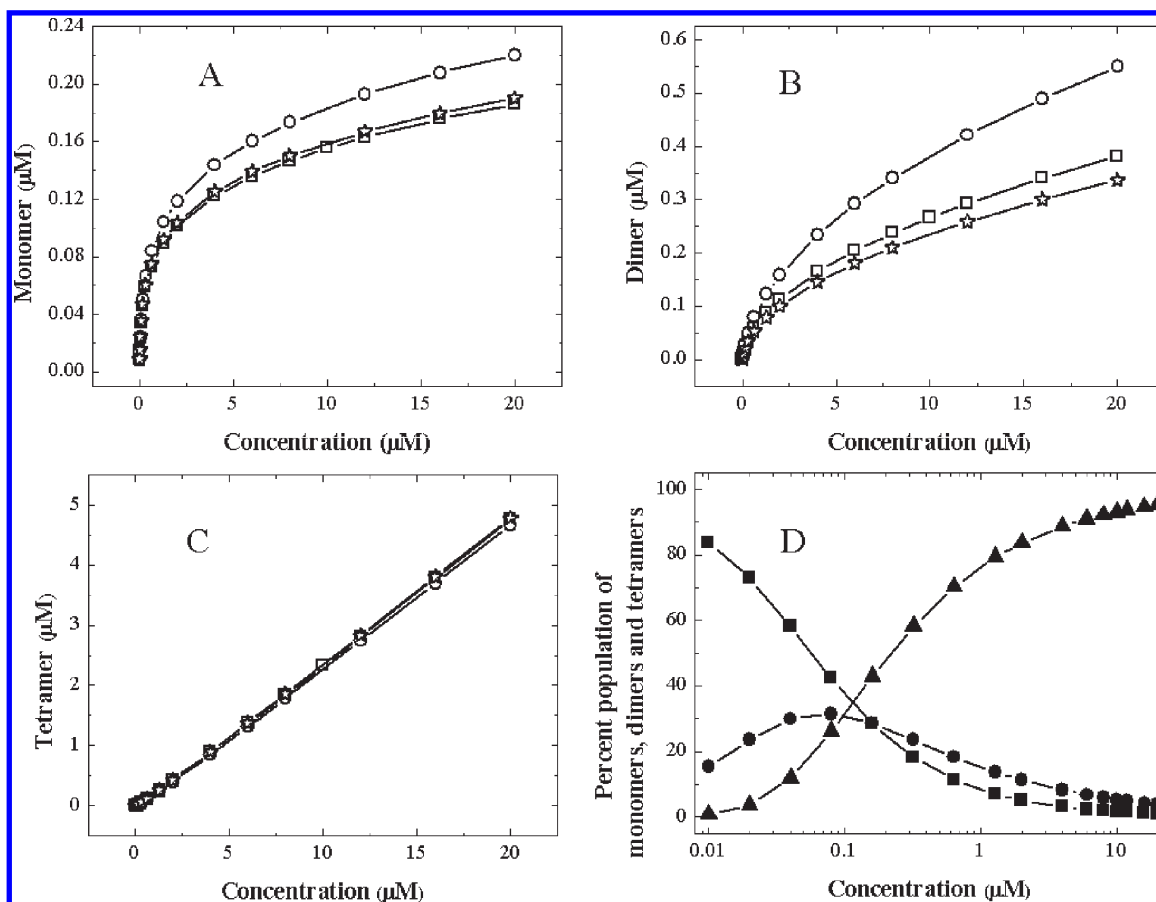 A
Monomer (μM)
0.24
0.20
0.16
0.12
0.08
0.04
0.00
0 5 10 15 20
Concentration (μM)
B
Dimer (μM)
0.6
0.5
0.4
0.3
0.2
0.1
0.0
0 5 10 15 20
Concentration (μM)
C
Tetramer (μM)
5
4
3
2
1
0
0 5 10 15 20
Concentration (μM)
D
Percent population of
monomers, dimers and tetramers
100
80
60
40
20
0
0.01 0.1 1 10
Concentration (μM)